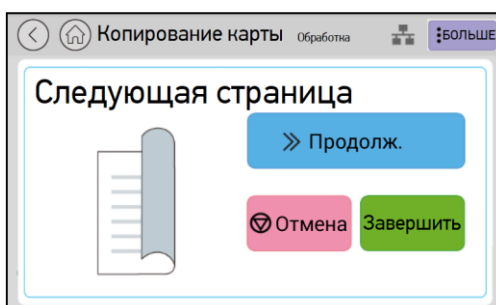 Копирование карты Обработка БОЛЬШЕ
Следующая страница
Продолж.
Отмена Завершить